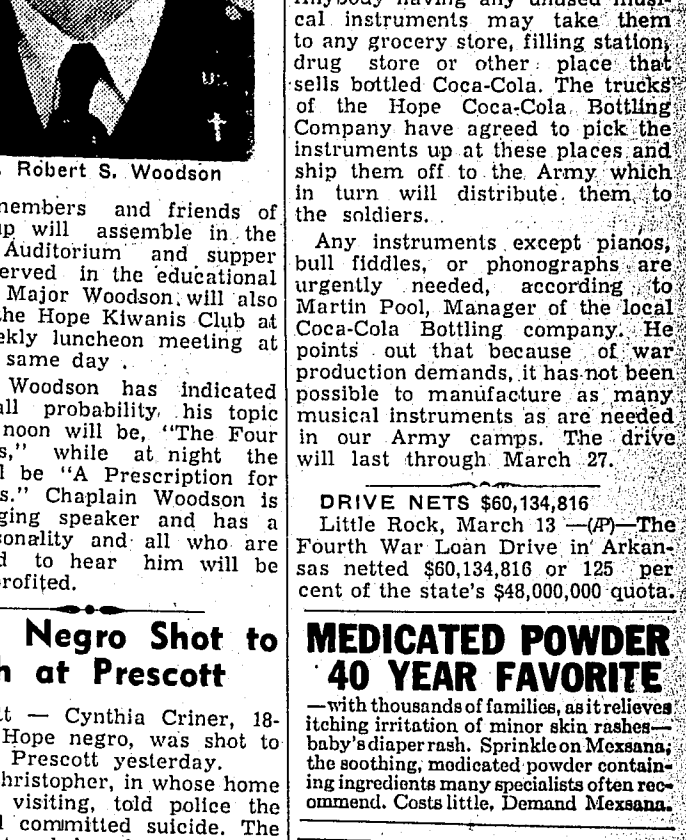 U.
Robert S. Woodson
members and friends of
will assemble in the
Auditorium and supper
served in the educational
Major Woodson will also
the Hope Kiwanis Club at
weekly luncheon meeting at
same day .
Woodson has indicated
all probability his topic
noon will be, "The Four
while at night the
be "A Prescription for
Chaplain Woodson is
speaker and has a
personality and all who are
to hear him will be
profited.
Negro Shot to
at Prescott
— Cynthia Criner, 18-
Hope negro, was shot to
Prescott yesterday.
Christopher, in whose home
visiting, told police the
committed suicide. The
Anybody having any unused musi-
cal instruments may take them
to any grocery store, filling station,
drug store or other place that
sells bottled Coca-Cola. The trucks
of the Hope Coca-Cola Bottling
Company have agreed to pick the
instruments up at these places and
ship them off to the Army which
in turn will distribute them to
the soldiers.
Any instruments except pianos,
bull fiddles, or phonographs are
urgently needed, according to
Martin Pool, Manager of the local
Coca-Cola Bottling company. He
points out that because of war
production demands, it has not been
possible to manufacture as many
musical instruments as are needed
in our Army camps. The drive
will last through March 27.
DRIVE NETS $60,134,816
Little Rock, March 13 —(AP)—The
Fourth War Loan Drive in Arkan-
sas netted $60,134,816 or 125 per
cent of the state's $48,000,000 quota.
MEDICATED POWDER
40 YEAR FAVORITE
—with thousands of families, as it relieves
itching irritation of minor skin rashes—
baby's diaper rash. Sprinkle on Mexsana,
the soothing, medicated powder contain-
ing ingredients many specialists often rec-
ommend. Costs little, Demand Mexsana.